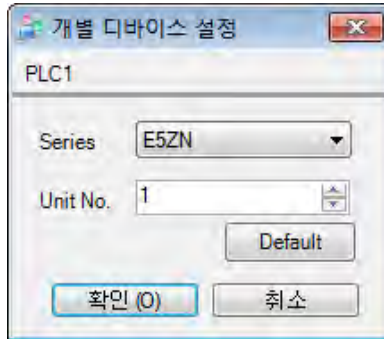 개별 디바이스 설정
PLC1
Series E5ZN
Unit No. 1
Default
확인 (O) 취소